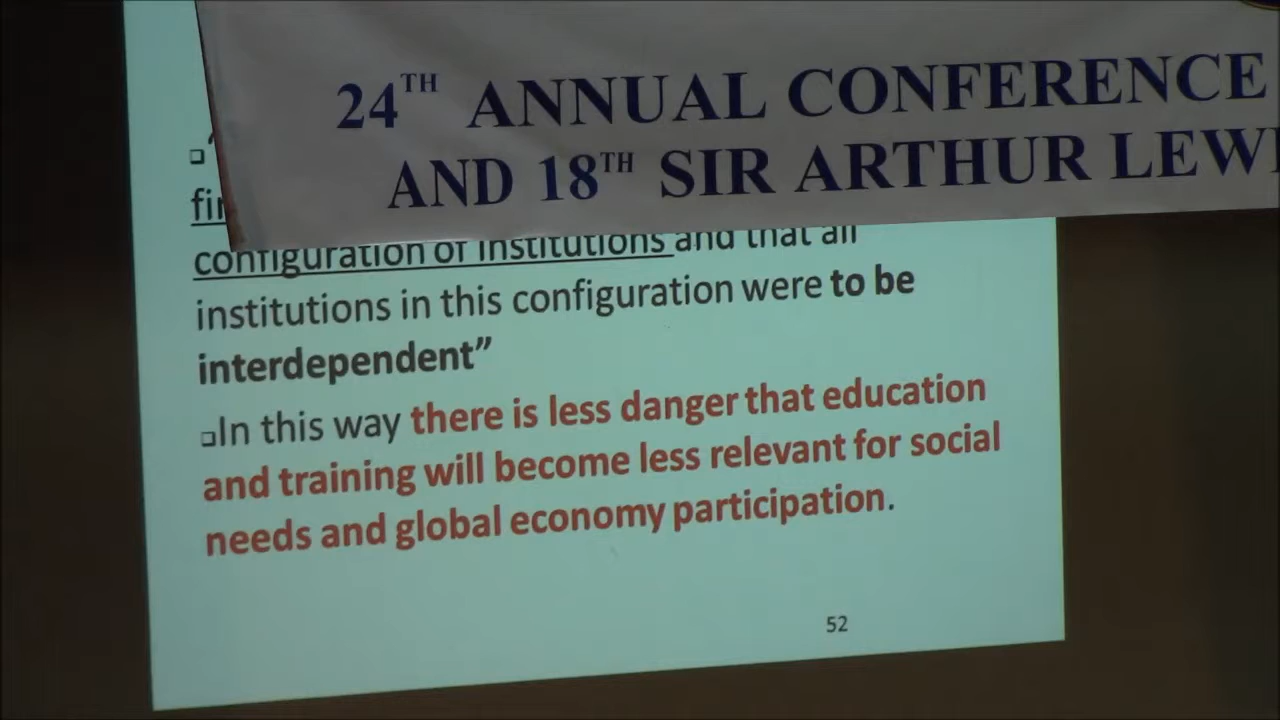 24TH ANNUAL CONFERENCE
AND 18TH SIR ARTHUR
configuration of institutions and that all
institutions in this configuration were to be
interdependent”
❑In this way there is less danger that education
and training will become less relevant for social
needs and global economy participation.
52